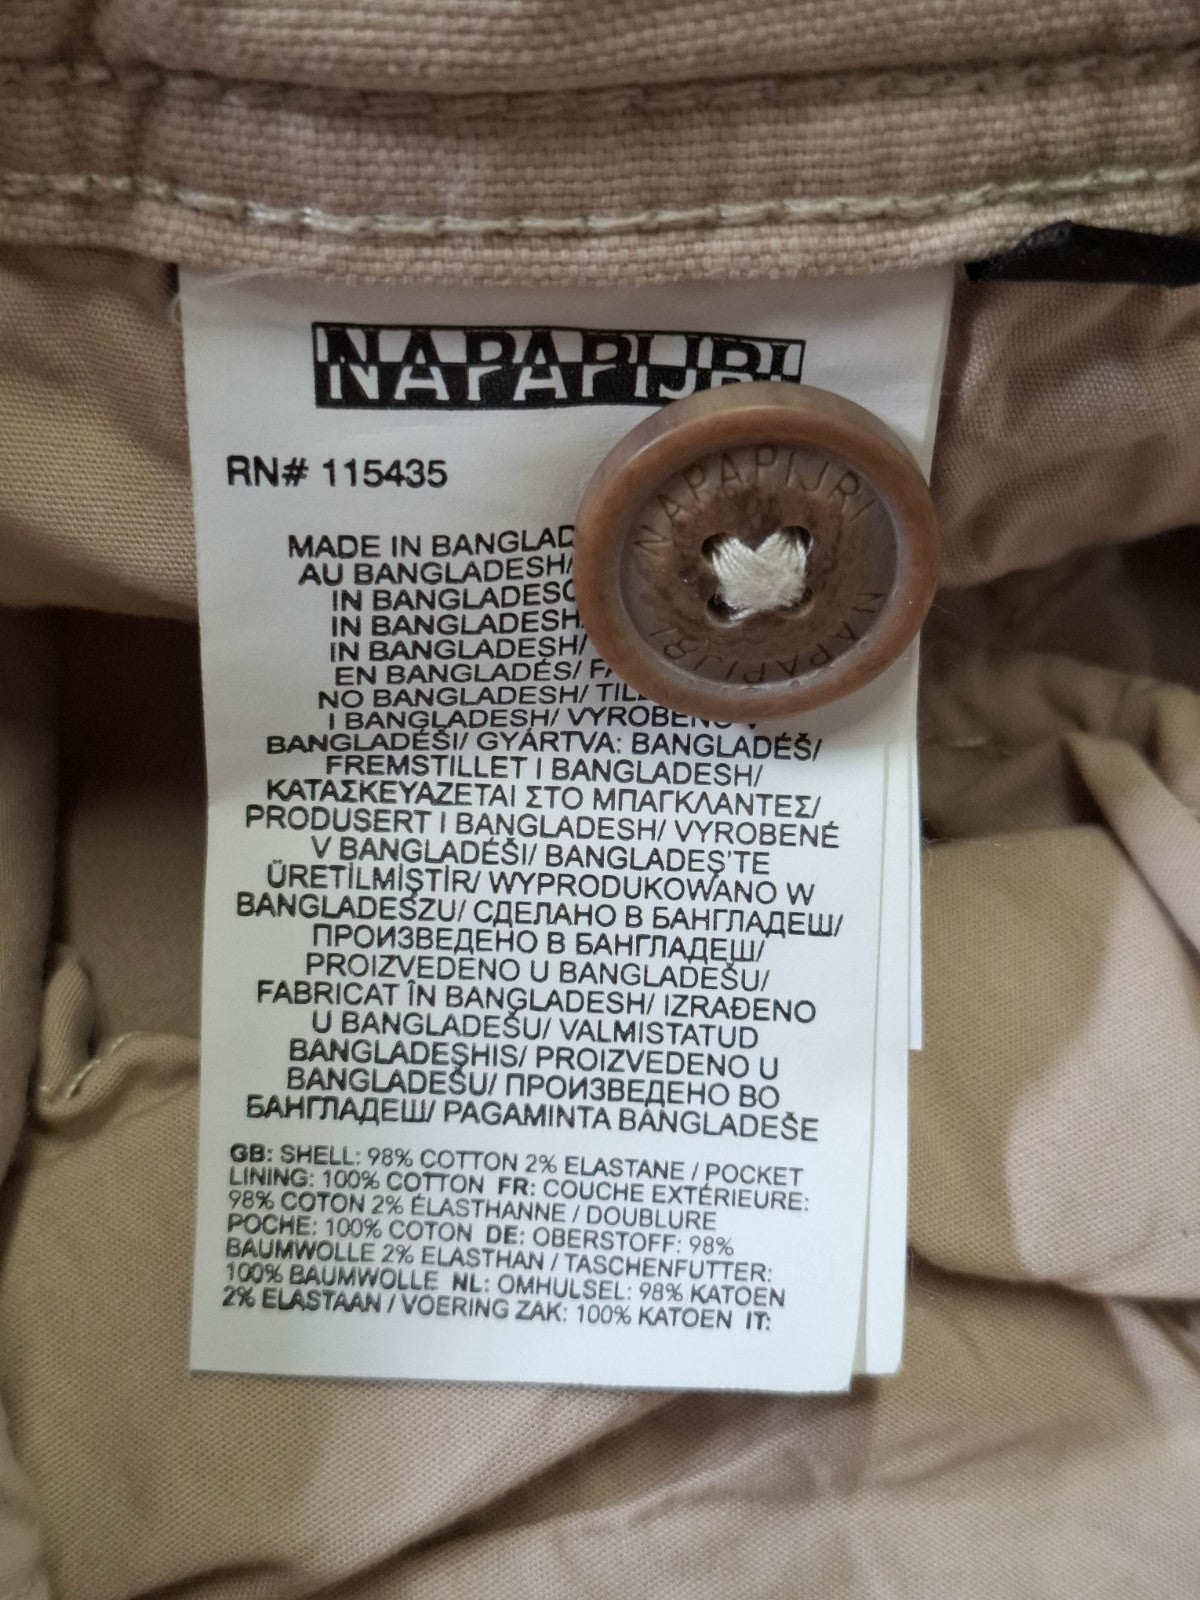 NAPAPIJRI
RN# 115435
NAPAPIJRI
NAPAPIJRI
MADE IN
AU BANGLADESH/
IN
IN BANGLADESH
IN BANGLADESH/
EN BANGLADÉS/
NO BANGLADESH/
I BANGLADESH/ VYROBENO V
BANGLADÉŠI/ GYÁRTVA: BANGLADÉŠ/
FREMSTILLET I BANGLADESH/
ΚΑΤΑΣΚΕΥΑΖΕΤΑΙ ΣΤΟ ΜΠΑΓΚΛΑΝΤΕΣ/
PRODUSERT I BANGLADESH/ VYROBENÉ
V BANGLADÉŠI/ BANGLADEŞ'TE
ÜRETİLMİŞTİR/ WYPRODUKOWANO W
BANGLADESZU/ СДЕЛАНО В БАНГЛАДЕШ/
ПРОИЗВЕДЕНО В БАНГЛАДЕШ/
PROIZVEDENO U BANGLADEŠU/
FABRICAT ÎN BANGLADESH/ IZRAĐENO
U BANGLADEŠU/ VALMISTATUD
BANGLADESHIS/ PROIZVEDENO U
BANGLADEŠU/ ПРОИЗВЕДЕНО ВО
БАНГЛАДЕШ/ PAGAMINTA BANGLADEŠE
GB: SHELL: 98% COTTON 2% ELASTANE / POCKET
LINING: 100% COTTON FR: COUCHE EXTÉRIEURE:
98% COTON 2% ÉLASTHANNE / DOUBLURE
POCHE: 100% COTON DE: OBERSTOFF: 98%
BAUMWOLLE 2% ELASTHAN / TASCHENFUTTER:
100% BAUMWOLLE NL: OMHULSEL: 98% KATOEN
2% ELASTAAN / VOERING ZAK: 100% KATOEN IT: